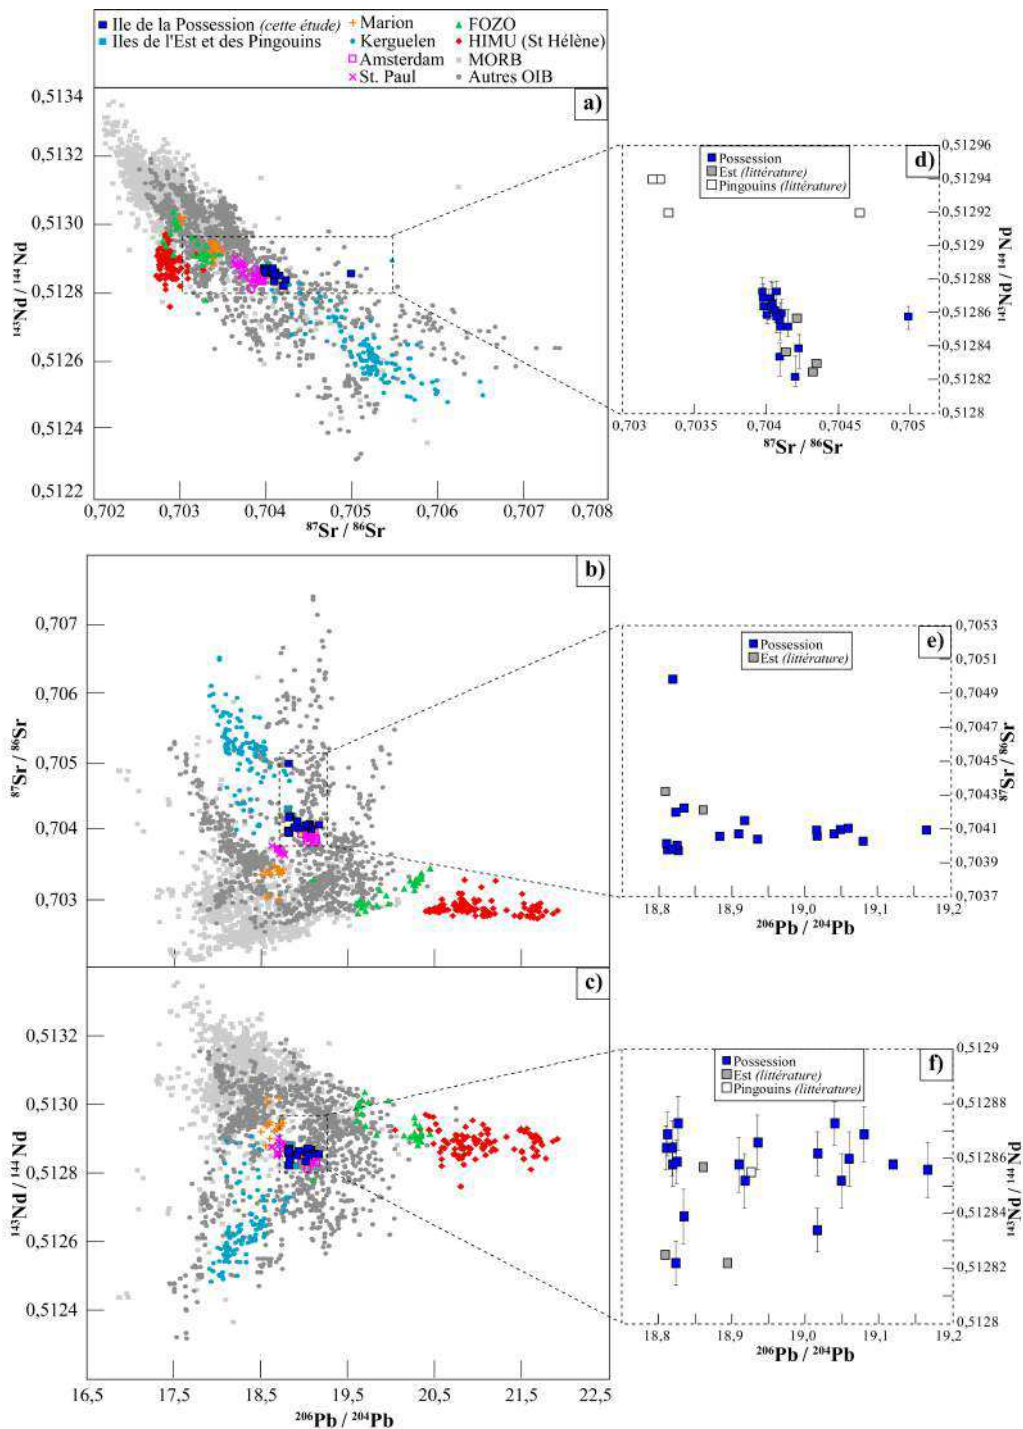 Ile de la Possession (cette étude)
Iles de l'Est et des Pingouins
Marion
Kerguelen
Amsterdam
St. Paul
FOZO
HIMU (St Hélène)
MORB
Autres OIB
a)
0,5134
0,5132
0,5130
0,5128
0,5126
0,5124
0,5122
143Nd / 144Nd
0,702 0,703 0,704 0,705 0,706 0,707 0,708
87Sr / 86Sr
d)
Possession
Est (littérature)
Pingouins (littérature)
0,51296
0,51294
0,51292
0,5129
0,51288
0,51286
0,51284
0,51282
0,5128
143Nd / 144Nd
0,703 0,7035 0,704 0,7045 0,705
87Sr / 86Sr
b)
0,707
0,706
0,705
0,704
0,703
87Sr / 86Sr
e)
Possession
Est (littérature)
0,7053
0,7051
0,7049
0,7047
0,7045
0,7043
0,7041
0,7039
0,7037
87Sr / 86Sr
18,8 18,9 19,0 19,1 19,2
206Pb / 204Pb
c)
0,5132
0,5130
0,5128
0,5126
0,5124
143Nd / 144Nd
16,5 17,5 18,5 19,5 20,5 21,5 22,5
206Pb / 204Pb
f)
Possession
Est (littérature)
Pingouins (littérature)
0,5129
0,51288
0,51286
0,51284
0,51282
0,5128
143Nd / 144Nd
18,8 18,9 19,0 19,1 19,2
206Pb / 204Pb